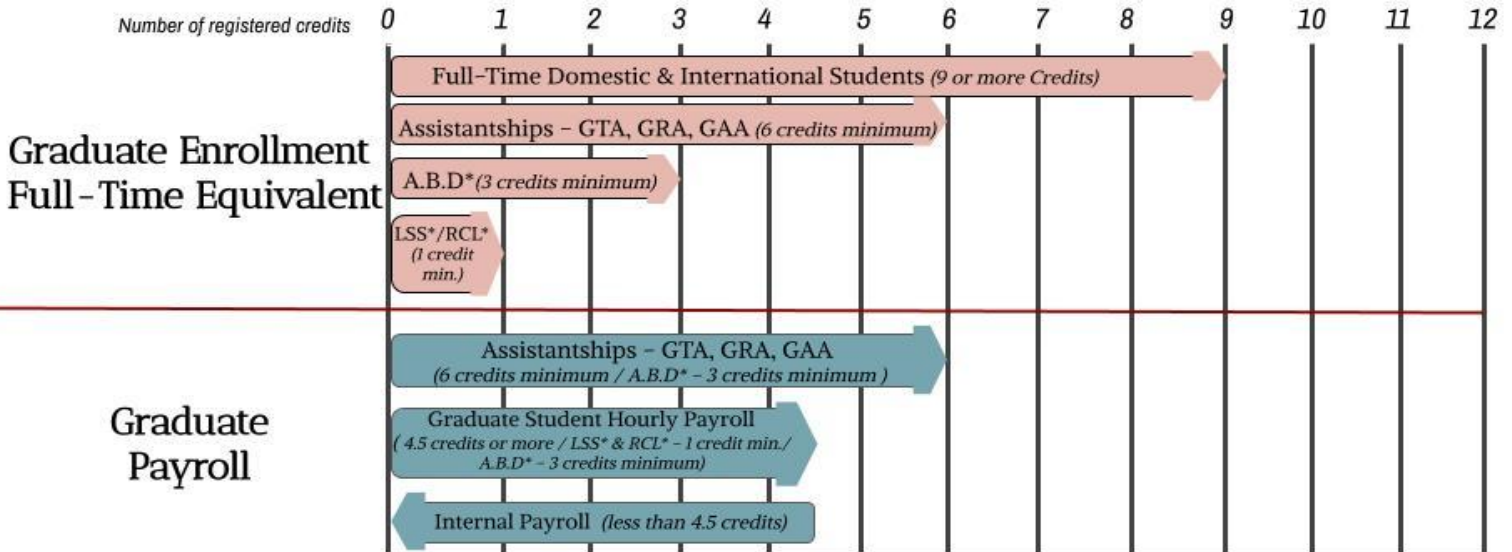 Number of registered credits 0 1 2 3 4 5 6 7 8 9 10 11 12
Full-Time Domestic & International Students (9 or more Credits)
Assistantships - GTA, GRA, GAA (6 credits minimum)
Graduate Enrollment
Full-Time Equivalent
A.B.D*(3 credits minimum)
LSS*/RCL*
(1 credit
min.)
Assistantships - GTA, GRA, GAA
(6 credits minimum / A.B.D* - 3 credits minimum )
Graduate
Payroll
Graduate Student Hourly Payroll
( 4.5 credits or more / LSS* & RCL* - 1 credit min./
A.B.D* - 3 credits minimum)
Internal Payroll (less than 4.5 credits)